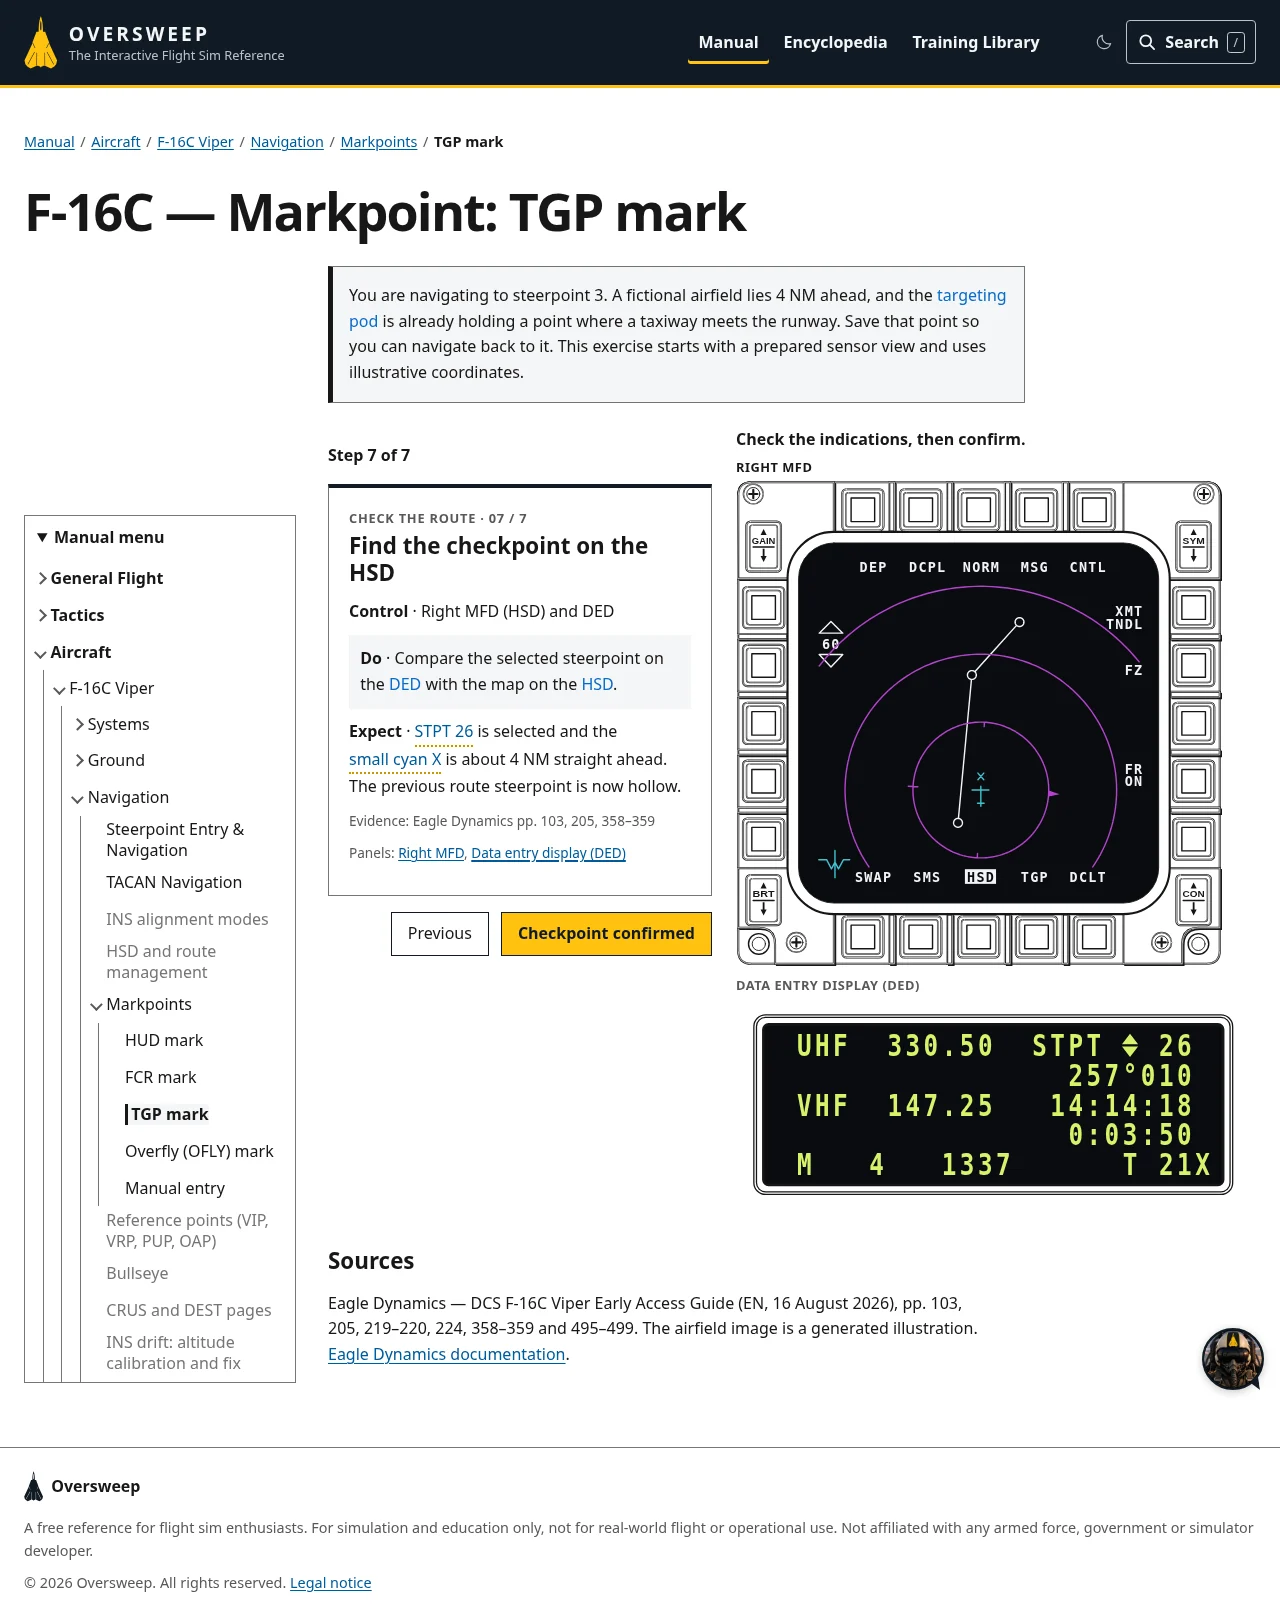 OVERSWEEP
The Interactive Flight Sim Reference
Manual
Encyclopedia
Training Library
Search /
Manual / Aircraft / F-16C Viper / Navigation / Markpoints / TGP mark
F-16C — Markpoint: TGP mark
You are navigating to steerpoint 3. A fictional airfield lies 4 NM ahead, and the targeting
pod is already holding a point where a taxiway meets the runway. Save that point so
you can navigate back to it. This exercise starts with a prepared sensor view and uses
illustrative coordinates.
Manual menu
General Flight
Tactics
Aircraft
F-16C Viper
Systems
Ground
Navigation
Steerpoint Entry &
Navigation
TACAN Navigation
INS alignment modes
HSD and route
management
Markpoints
HUD mark
FCR mark
TGP mark
Overfly (OFLY) mark
Manual entry
Reference points (VIP,
VRP, PUP, OAP)
Bullseye
CRUS and DEST pages
INS drift: altitude
calibration and fix
Step 7 of 7
CHECK THE ROUTE · 07 / 7
Find the checkpoint on the
HSD
Control · Right MFD (HSD) and DED
Do · Compare the selected steerpoint on
the DED with the map on the HSD.
Expect · STPT 26 is selected and the
small cyan X is about 4 NM straight ahead.
The previous route steerpoint is now hollow.
Evidence: Eagle Dynamics pp. 103, 205, 358–359
Panels: Right MFD, Data entry display (DED)
Previous
Checkpoint confirmed
Check the indications, then confirm.
RIGHT MFD
GAIN
SYM
DEP DCPL NORM MSG CNTL
XMT
TNDL
60
FZ
FR
ON
SWAP SMS HSD TGP DCLT
BRT
CON
DATA ENTRY DISPLAY (DED)
UHF 330.50 STPT 26
257°010
VHF 147.25 14:14:18
0:03:50
M 4 1337 T 21X
Sources
Eagle Dynamics — DCS F-16C Viper Early Access Guide (EN, 16 August 2026), pp. 103,
205, 219–220, 224, 358–359 and 495–499. The airfield image is a generated illustration.
Eagle Dynamics documentation.
Oversweep
A free reference for flight sim enthusiasts. For simulation and education only, not for real-world flight or operational use. Not affiliated with any armed force, government or simulator
developer.
© 2026 Oversweep. All rights reserved. Legal notice